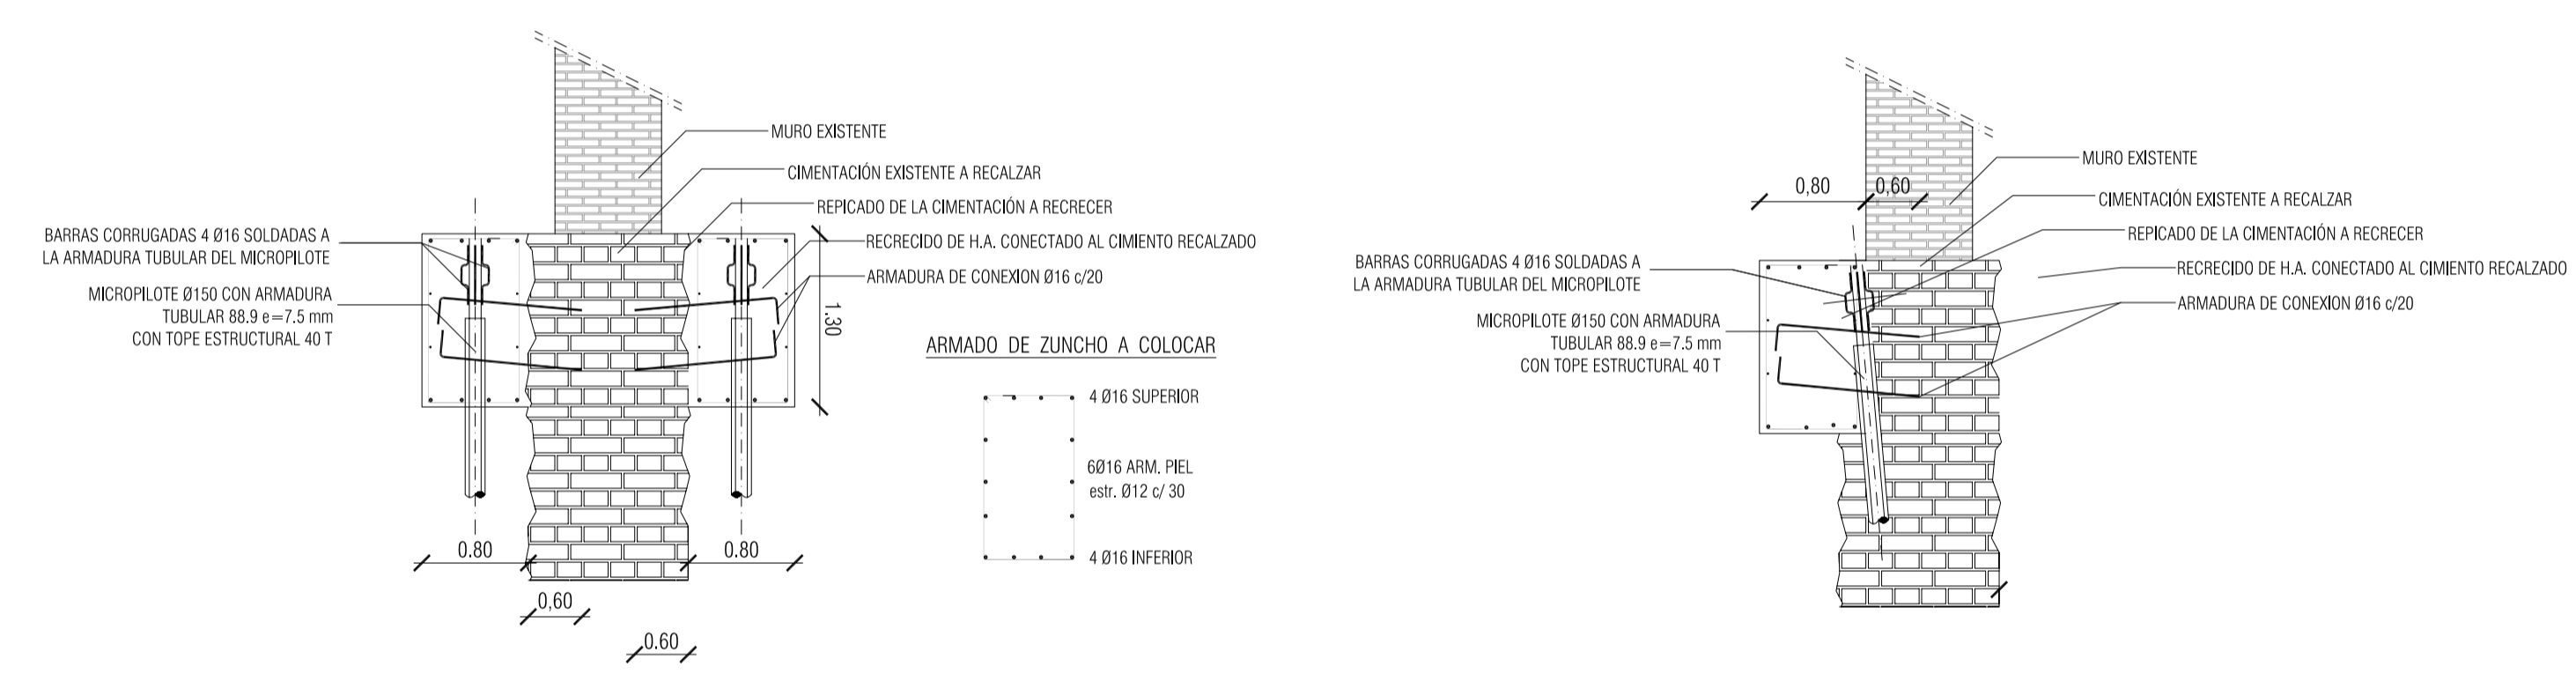 MURO EXISTENTE
CIMENTACIÓN EXISTENTE A RECALZAR
REPICADO DE LA CIMENTACIÓN A RECRECER
RECRECIDO DE H.A. CONECTADO AL CIMIENTO RECALZADO
ARMADURA DE CONEXION Ø16 c/20
BARRAS CORRUGADAS 4 Ø16 SOLDADAS A
LA ARMADURA TUBULAR DEL MICROPILOTE
MICROPILOTE Ø150 CON ARMADURA
TUBULAR 88.9 e=7.5 mm
CON TOPE ESTRUCTURAL 40 T
1.30
0.80
0.80
0,60
0.60
ARMADO DE ZUNCHO A COLOCAR
4 Ø16 SUPERIOR
6Ø16 ARM. PIEL
estr. Ø12 c/ 30
4 Ø16 INFERIOR
0,80
0,60
MURO EXISTENTE
CIMENTACIÓN EXISTENTE A RECALZAR
REPICADO DE LA CIMENTACIÓN A RECRECER
RECRECIDO DE H.A. CONECTADO AL CIMIENTO RECALZADO
ARMADURA DE CONEXION Ø16 c/20
BARRAS CORRUGADAS 4 Ø16 SOLDADAS A
LA ARMADURA TUBULAR DEL MICROPILOTE
MICROPILOTE Ø150 CON ARMADURA
TUBULAR 88.9 e=7.5 mm
CON TOPE ESTRUCTURAL 40 T